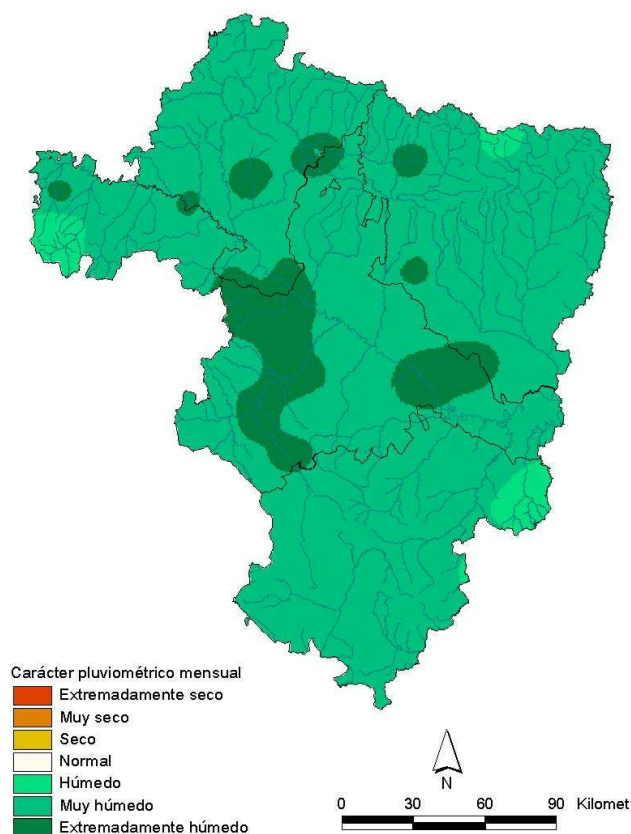 Carácter pluviométrico mensual
Extremadamente seco
Muy seco
Seco
Normal
Húmedo
Muy húmedo
Extremadamente húmedo
N
0 30 60 90 Kilomet